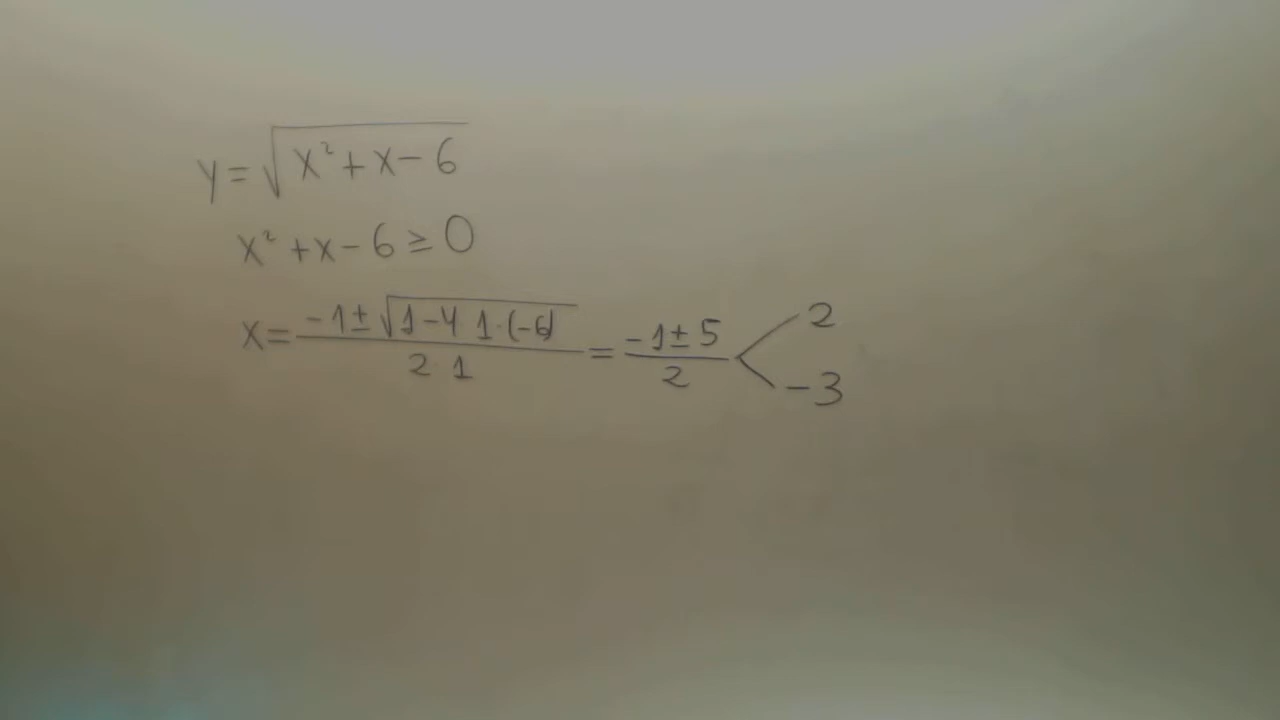 y = √(x² + x - 6)
x² + x - 6 ≥ 0
x = (-1 ± √(1 - 4 1·(-6))) / (2 1) = (-1 ± 5) / 2 < 2 -3